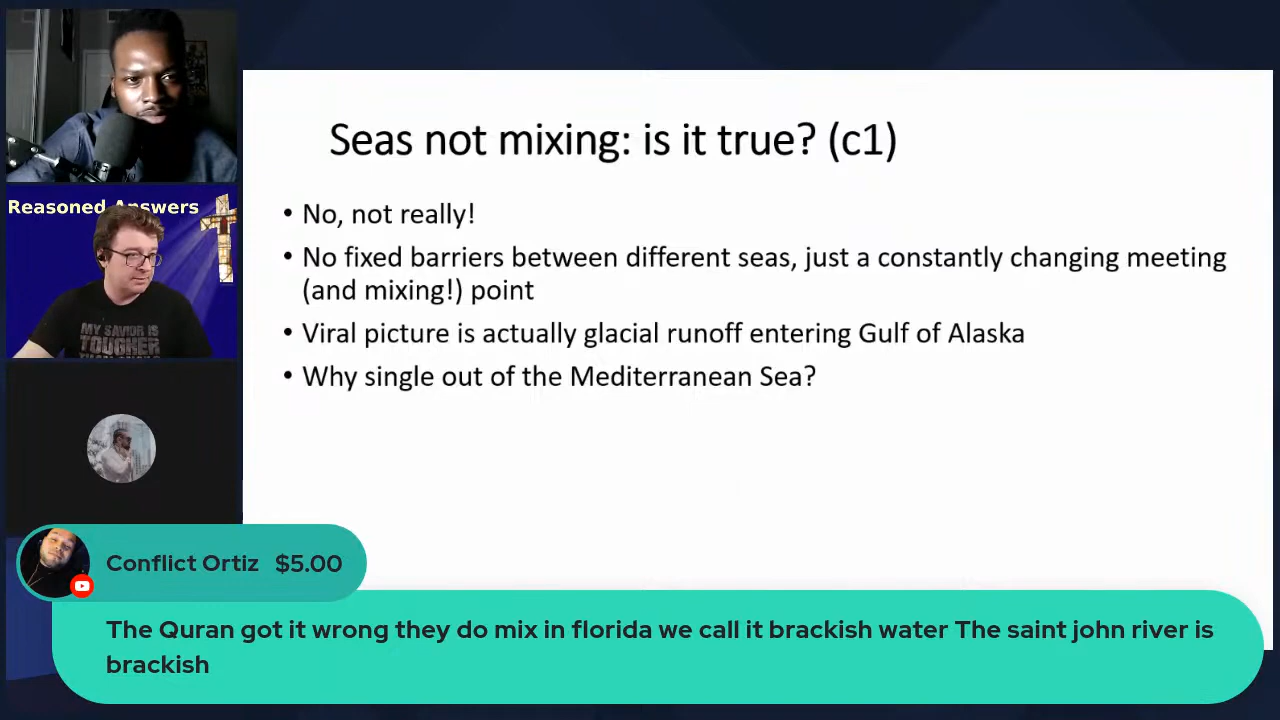 Reasoned Answers
MY SAVIOR IS
TOUGHER
Seas not mixing: is it true? (c1)
• No, not really!
• No fixed barriers between different seas, just a constantly changing meeting
(and mixing!) point
• Viral picture is actually glacial runoff entering Gulf of Alaska
• Why single out of the Mediterranean Sea?
Conflict Ortiz $5.00
The Quran got it wrong they do mix in florida we call it brackish water The saint john river is
brackish